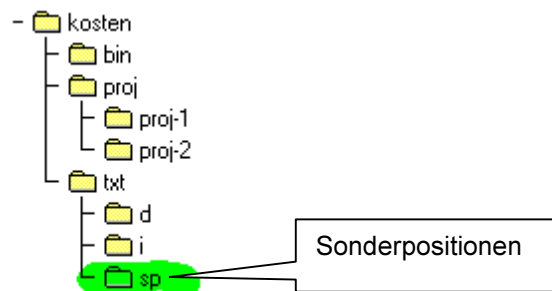 kosten
bin
proj
proj-1
proj-2
txt
d
i
sp
Sonderpositionen